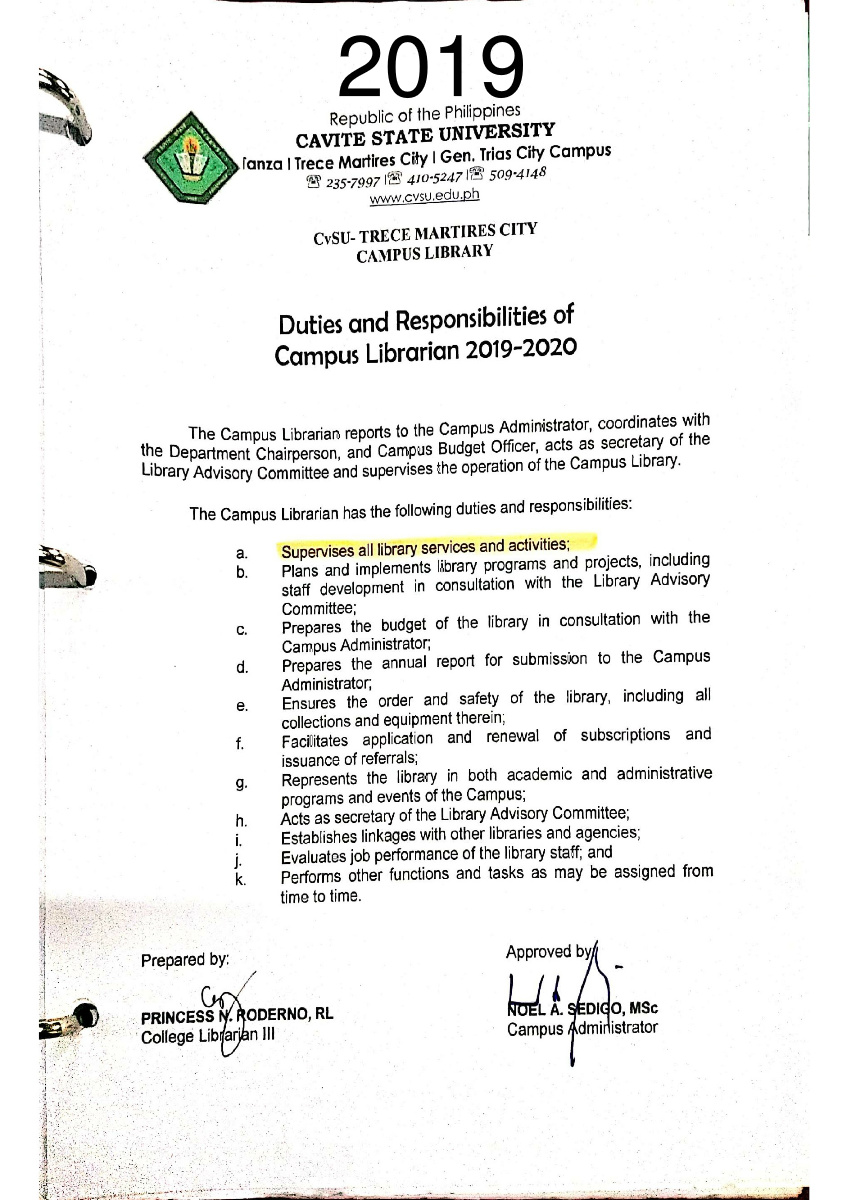 2019
Republic of the Philippines
CAVITE STATE UNIVERSITY
Tanza | Trece Martires City | Gen. Trias City Campus
☏ 235-7997 |☏ 410-5247 |☏ 509-4148
www.cvsu.edu.ph
CvSU- TRECE MARTIRES CITY
CAMPUS LIBRARY
Duties and Responsibilities of
Campus Librarian 2019-2020
The Campus Librarian reports to the Campus Administrator, coordinates with
the Department Chairperson, and Campus Budget Officer, acts as secretary of the
Library Advisory Committee and supervises the operation of the Campus Library.
The Campus Librarian has the following duties and responsibilities:
a. Supervises all library services and activities;
b. Plans and implements library programs and projects, including
staff development in consultation with the Library Advisory
Committee;
c. Prepares the budget of the library in consultation with the
Campus Administrator;
d. Prepares the annual report for submission to the Campus
Administrator;
e. Ensures the order and safety of the library, including all
collections and equipment therein;
f. Facilitates application and renewal of subscriptions and
issuance of referrals;
g. Represents the library in both academic and administrative
programs and events of the Campus;
h. Acts as secretary of the Library Advisory Committee;
i. Establishes linkages with other libraries and agencies;
j. Evaluates job performance of the library staff; and
k. Performs other functions and tasks as may be assigned from
time to time.
Prepared by:
PRINCESS N. RODERNO, RL
College Librarian III
Approved by:
NOEL A. SEDIGO, MSc
Campus Administrator